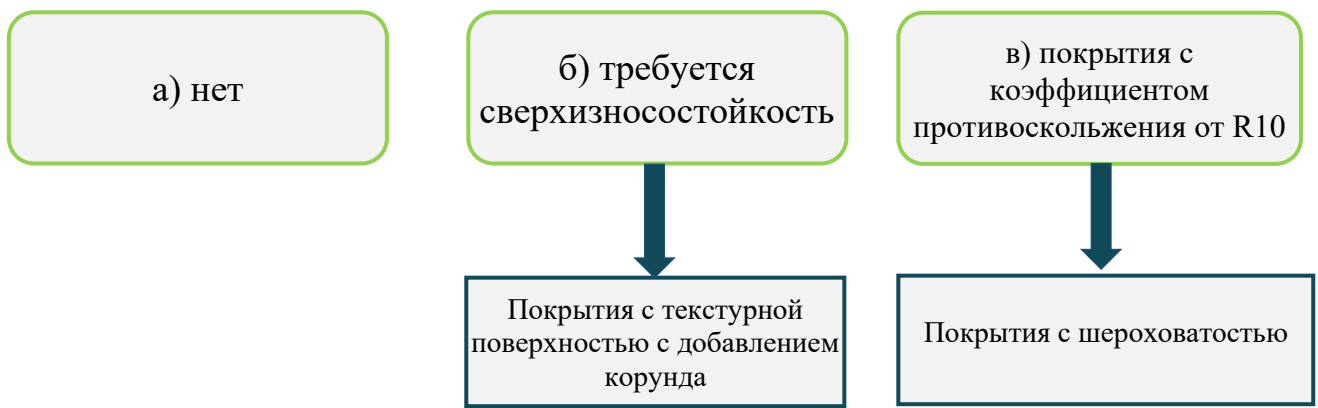 а) нет
б) требуется
сверхизносостойкость
в) покрытия с
коэффициентом
противоскольжения от R10
Покрытия с текстурной
поверхностью с добавлением
корунда
Покрытия с шероховатостью